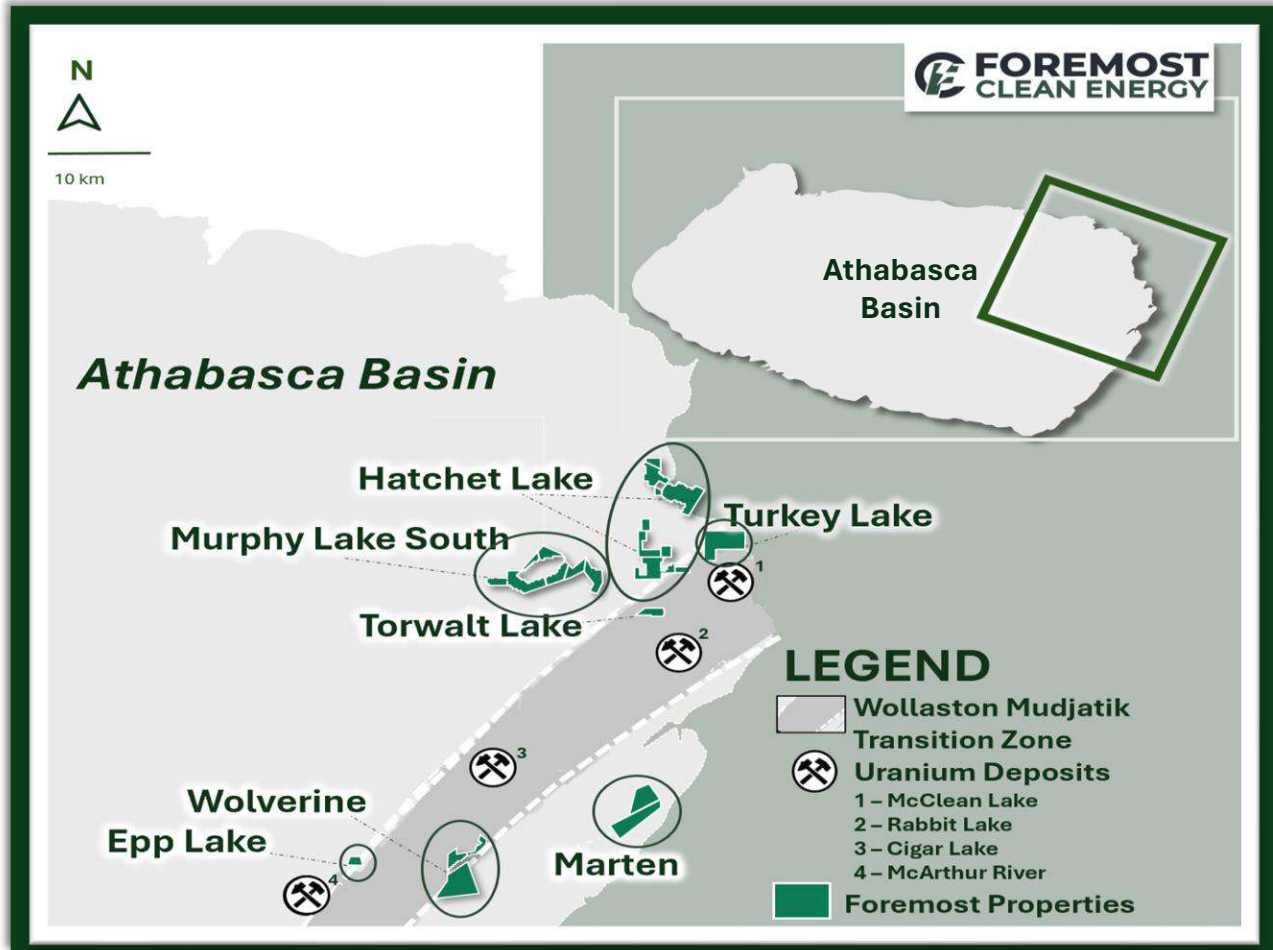 N
10 km
FOREMOST
CLEAN ENERGY
Athabasca
Basin
Athabasca Basin
Hatchet Lake
Turkey Lake
Murphy Lake South
1
Torwalt Lake
2
3
Wolverine
Epp Lake
4
Marten
LEGEND
Wollaston Mudjatik
Transition Zone
Uranium Deposits
1 – McClean Lake
2 – Rabbit Lake
3 – Cigar Lake
4 – McArthur River
Foremost Properties